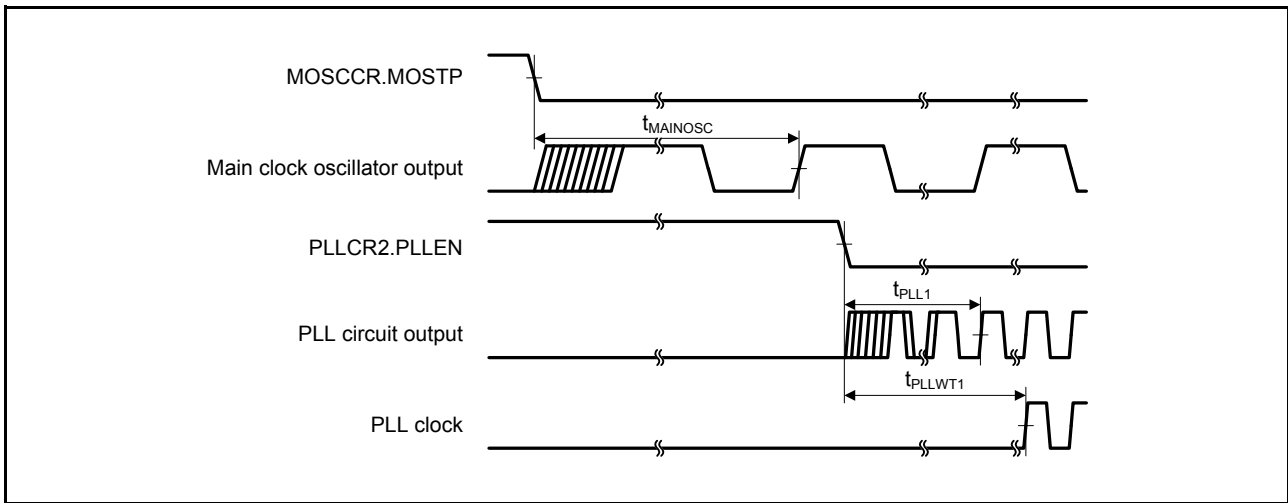 MOSCCR.MOSTP
tMAINOSC
Main clock oscillator output
PLLCR2.PLLEN
tPLL1
PLL circuit output
tPLLWT1
PLL clock